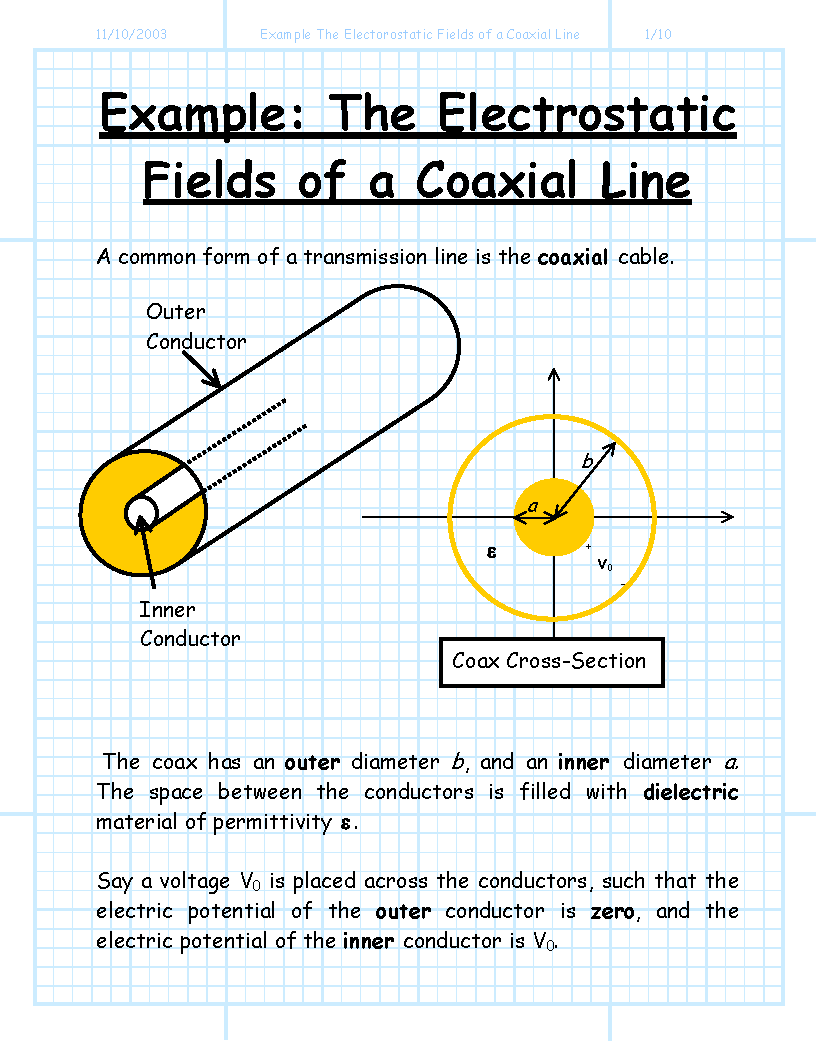 11/10/2003 Example The Electorostatic Fields of a Coaxial Line 1/10
Example: The Electrostatic
Fields of a Coaxial Line
A common form of a transmission line is the coaxial cable.
Outer
Conductor
b
a
ε
+
V0
-
Inner
Conductor
Coax Cross-Section
The coax has an outer diameter b, and an inner diameter a.
The space between the conductors is filled with dielectric
material of permittivity ε.
Say a voltage V0 is placed across the conductors, such that the
electric potential of the outer conductor is zero, and the
electric potential of the inner conductor is V0.